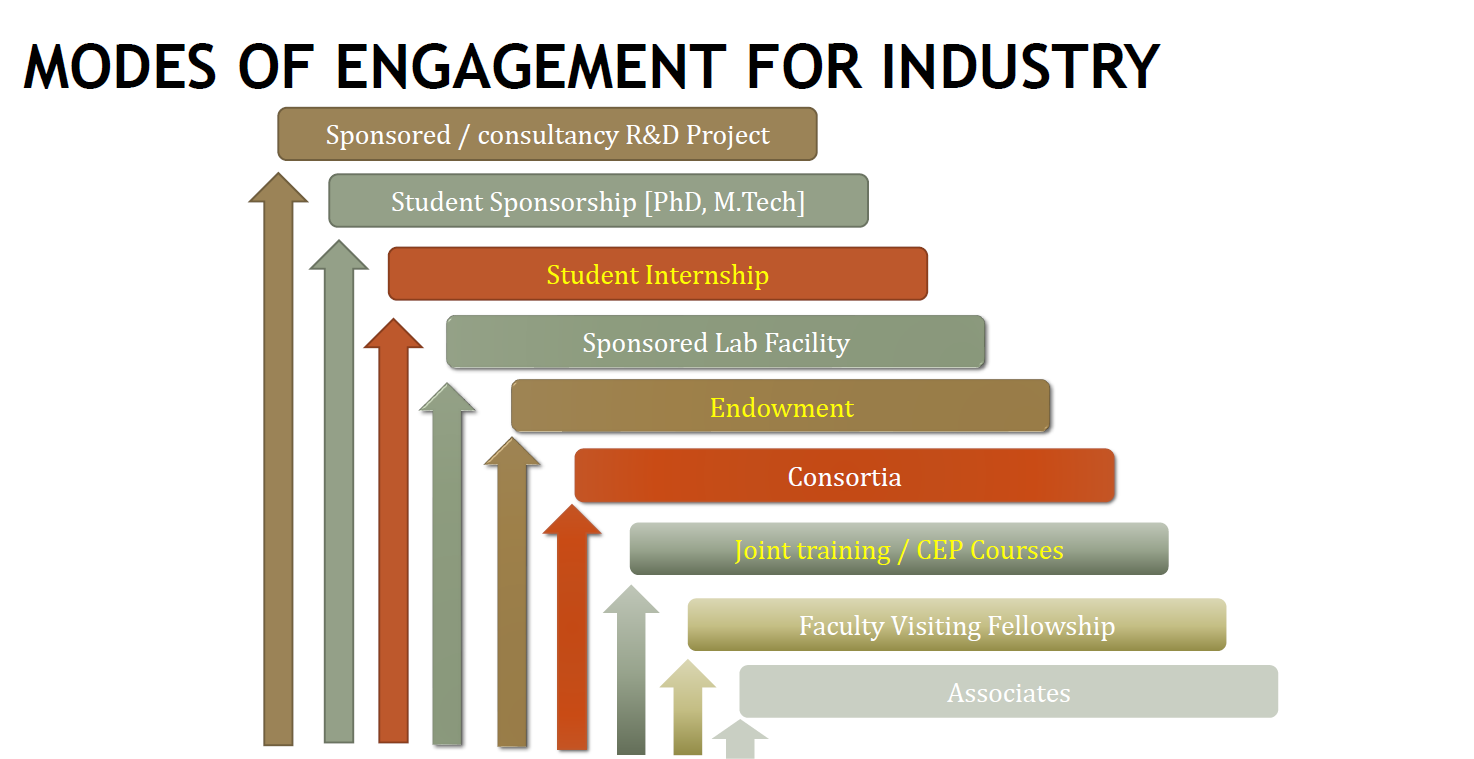 MODES OF ENGAGEMENT FOR INDUSTRY
Sponsored / consultancy R&D Project
Student Sponsorship [PhD, M.Tech]
Student Internship
Sponsored Lab Facility
Endowment
Consortia
Joint training / CEP Courses
Faculty Visiting Fellowship
Associates